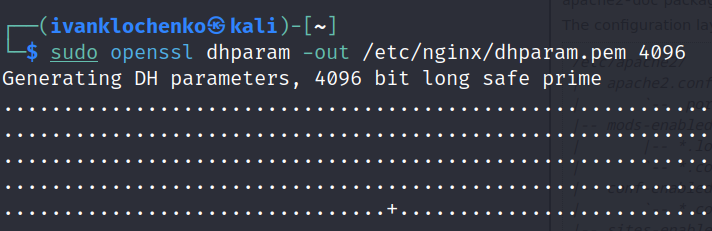 ┌──(ivanklochenko㉿kali)-[~]
└─$ sudo openssl dhparam -out /etc/nginx/dhparam.pem 4096
Generating DH parameters, 4096 bit long safe prime
..........................................................
..........................................................
..........................................................
..........................................................
................................+..........................